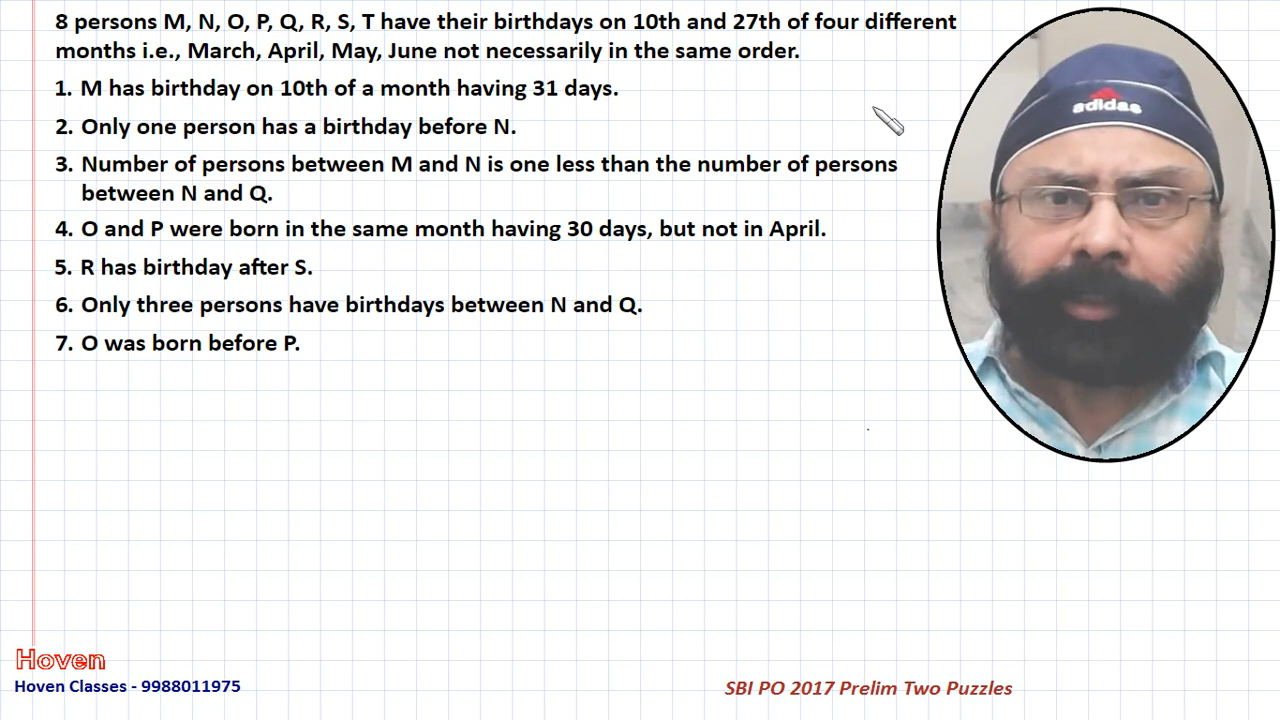 8 persons M, N, O, P, Q, R, S, T have their birthdays on 10th and 27th of four different
months i.e., March, April, May, June not necessarily in the same order.
1. M has birthday on 10th of a month having 31 days.
2. Only one person has a birthday before N.
3. Number of persons between M and N is one less than the number of persons
between N and Q.
4. O and P were born in the same month having 30 days, but not in April.
5. R has birthday after S.
6. Only three persons have birthdays between N and Q.
7. O was born before P.
adidas
Hoven
Hoven Classes - 9988011975
SBI PO 2017 Prelim Two Puzzles